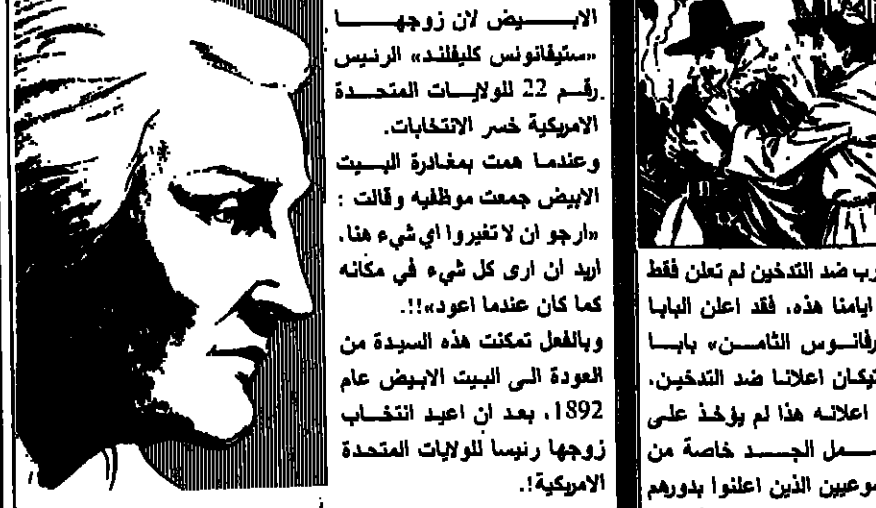 الابيض لان زوجها
«ستيفانونس كليفلند» الرئيس
رقم 22 للولايات المتحدة
الامريكية خسر الانتخابات.
وعندما همت بمغادرة البيت
الابيض جمعت موظفيه وقالت :
«ارجو ان لا تغيروا اي شيء هنا.
اريد ان ارى كل شيء في مكانه
كما كان عندما اعود»!!.
وبالفعل تمكنت هذه السيدة من
العودة الى البيت الابيض عام
1892، بعد ان اعيد انتخاب
زوجها رئيسا للولايات المتحدة
الامريكية!.
رب ضد التدخين لم تعلن فقط
ايامنا هذه، فقد اعلن البابا
رفانوس الثامن» بابا
تيكان اعلانا ضد التدخين.
اعلانه هذا لم يؤخذ على
مل الجسد خاصة من
سوعيين الذين اعلنوا بدورهم